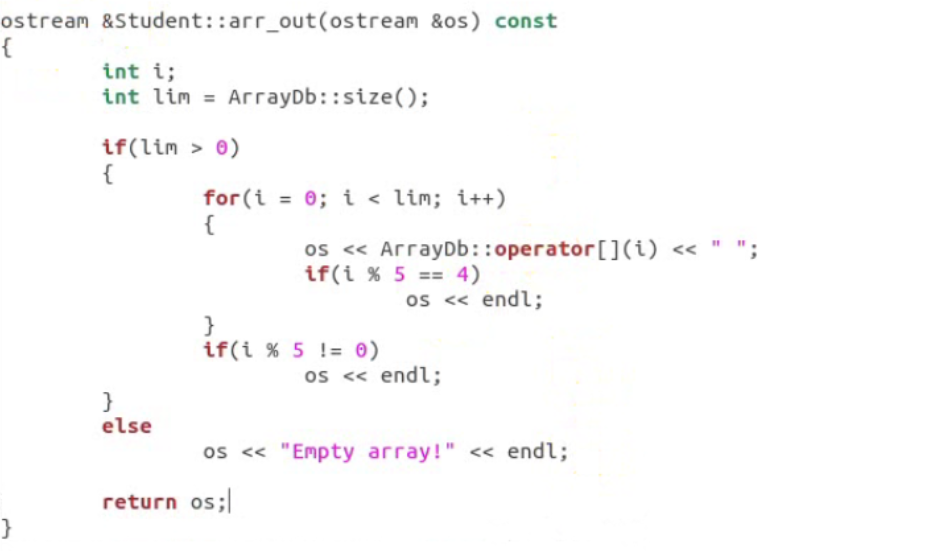 ostream &Student::arr_out(ostream &os) const
{
        int i;
        int lim = ArrayDb::size();

        if(lim > 0)
        {
                for(i = 0; i < lim; i++)
                {
                        os << ArrayDb::operator[](i) << " ";
                        if(i % 5 == 4)
                                os << endl;
                }
                if(i % 5 != 0)
                        os << endl;
        }
        else
                os << "Empty array!" << endl;

        return os;
}